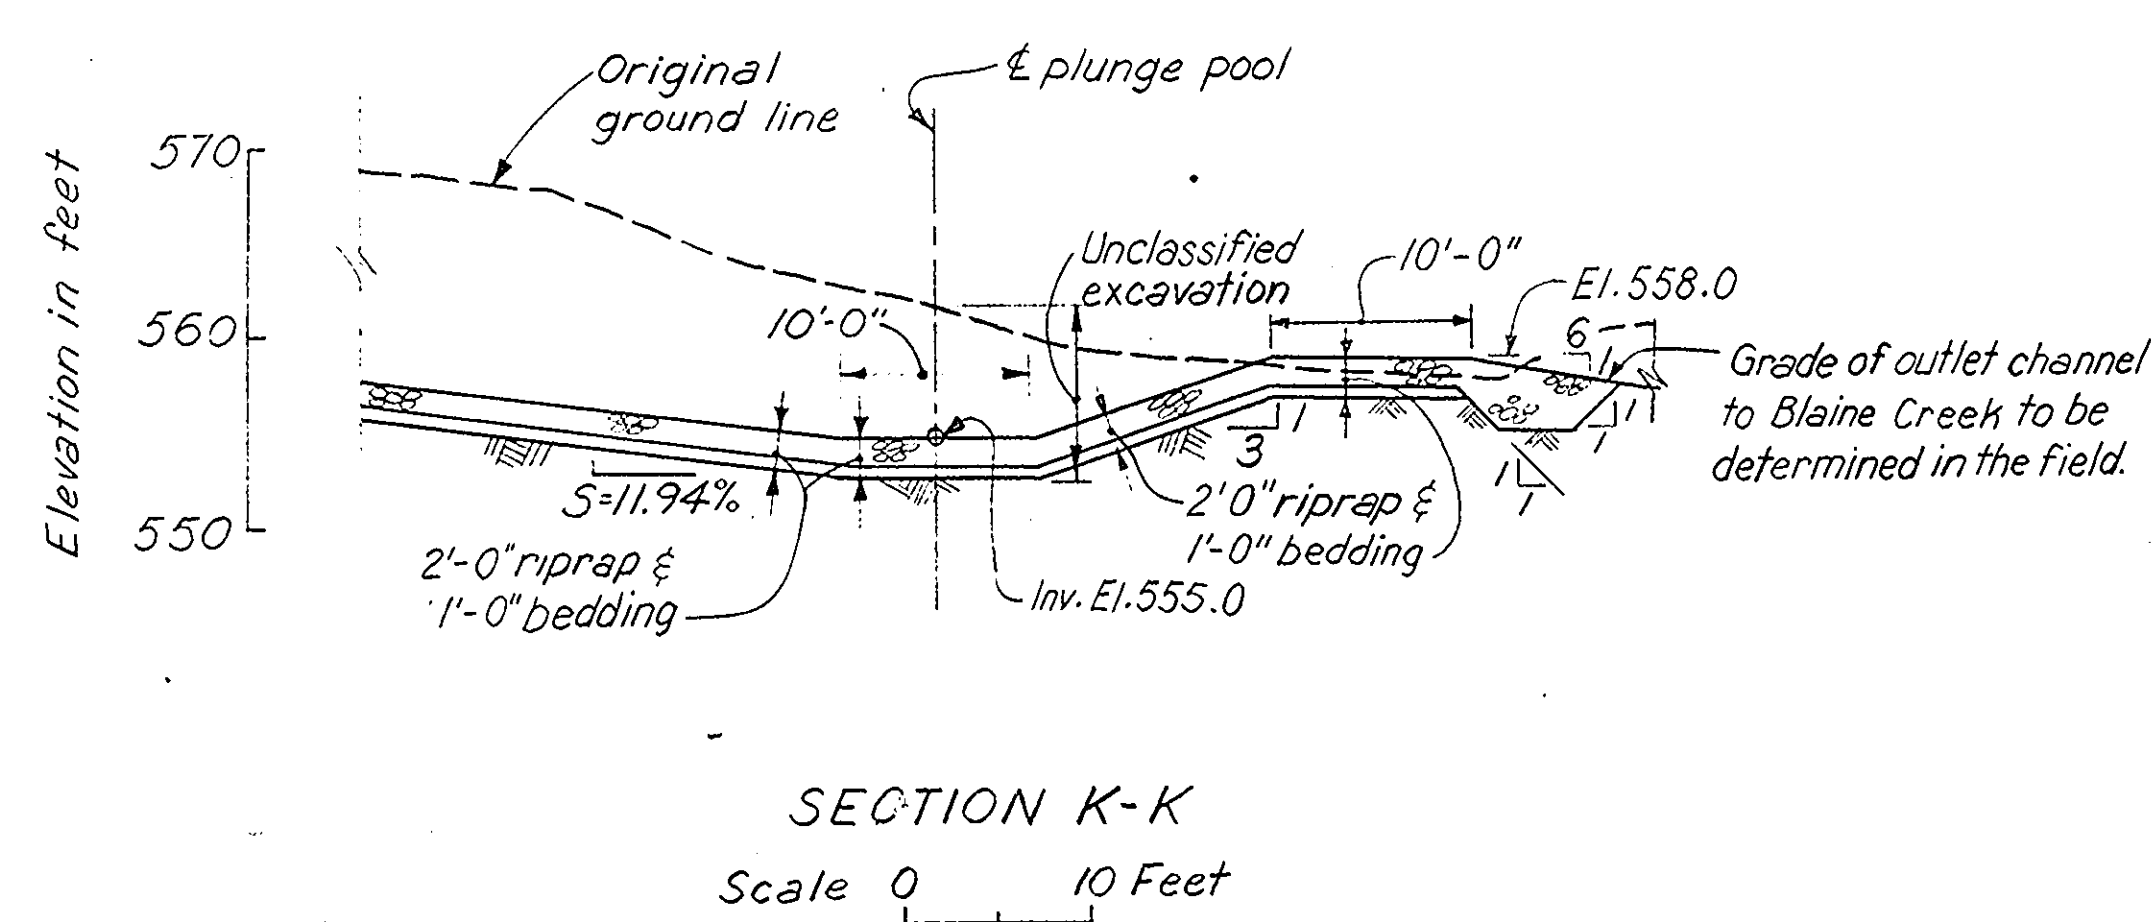 Original
ground line
℄ plunge pool
Elevation in feet
570
560
550
Unclassified
excavation
10'-0"
10'-0"
El. 558.0
6
1
Grade of outlet channel
to Blaine Creek to be
determined in the field.
1
1
3
1
1
1
S=11.94%
2'0" riprap &
1'-0" bedding
2'-0" riprap &
1'-0" bedding
Inv. El. 555.0
SECTION K-K
Scale 0 10 Feet